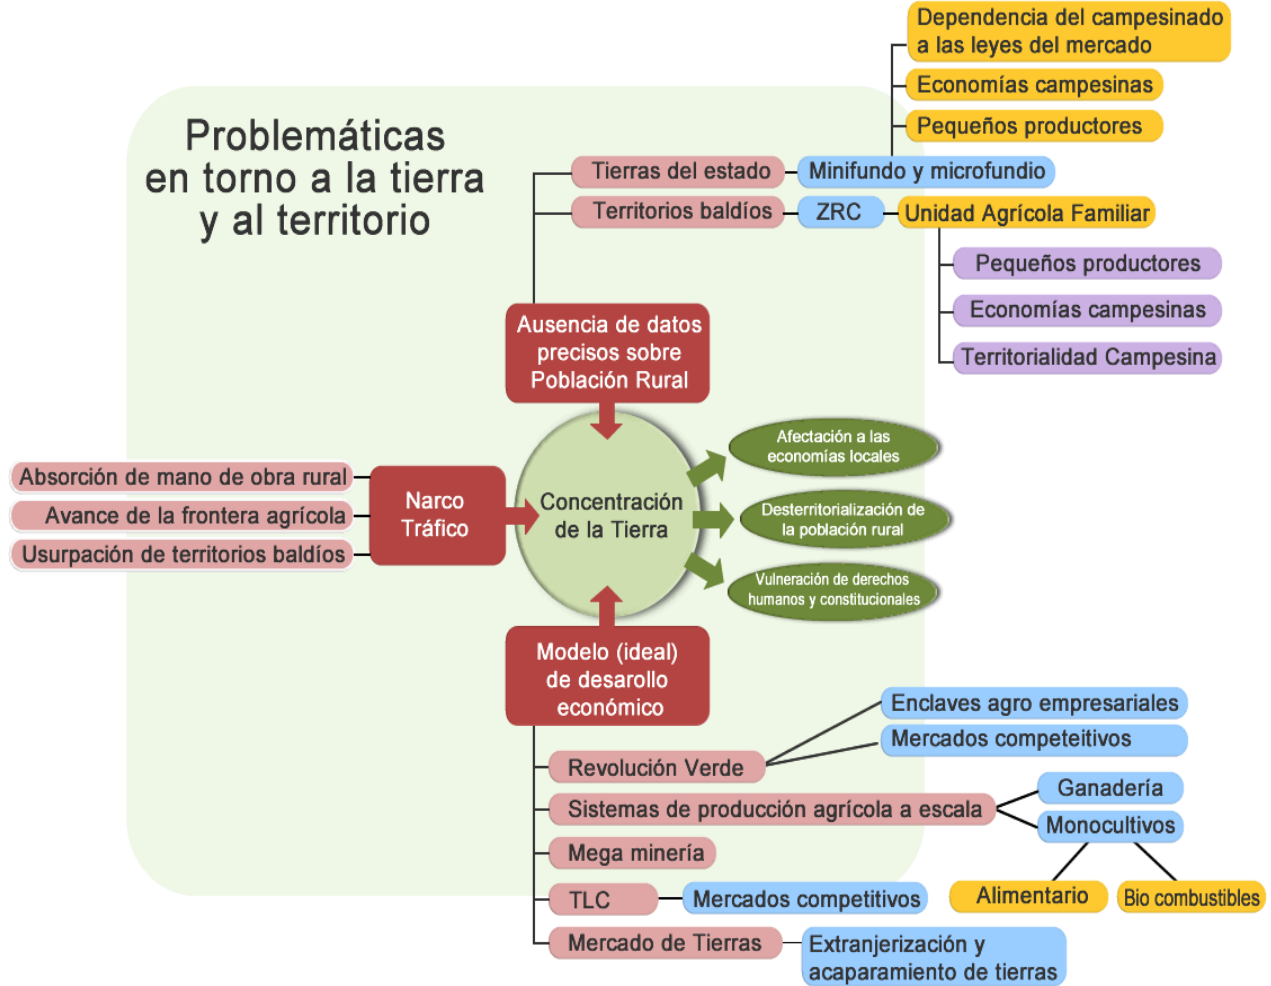 Problemáticas
en torno a la tierra
y al territorio
Dependencia del campesinado
a las leyes del mercado
Economías campesinas
Pequeños productores
Tierras del estado
Minifundo y microfundio
Territorios baldíos
ZRC
Unidad Agrícola Familiar
Pequeños productores
Economías campesinas
Territorialidad Campesina
Ausencia de datos
precisos sobre
Población Rural
Absorción de mano de obra rural
Avance de la frontera agrícola
Usurpación de territorios baldíos
Narco
Tráfico
Concentración
de la Tierra
Afectación a las
economías locales
Desterritorialización de
la población rural
Vulneración de derechos
humanos y constitucionales
Modelo (ideal)
de desarollo
económico
Revolución Verde
Enclaves agro empresariales
Mercados competeitivos
Sistemas de producción agrícola a escala
Ganadería
Monocultivos
Alimentario
Bio combustibles
Mega minería
TLC
Mercados competitivos
Mercado de Tierras
Extranjerización y
acaparamiento de tierras